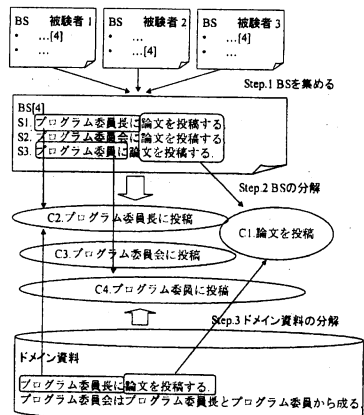 BS 被験者1
• …[4]
• …
BS 被験者2
• …
• …[4]
BS 被験者3
• …[4]
• …
Step.1 BSを集める
BS[4]
S1.プログラム委員長に論文を投稿する.
S2.プログラム委員会に論文を投稿する.
S3.プログラム委員に論文を投稿する.
Step.2 BSの分解
C2.プログラム委員長に投稿
C1.論文を投稿
C3.プログラム委員会に投稿
C4.プログラム委員に投稿
Step.3ドメイン資料の分解
ドメイン資料
プログラム委員長に論文を投稿する.
プログラム委員会はプログラム委員長とプログラム委員から成る.